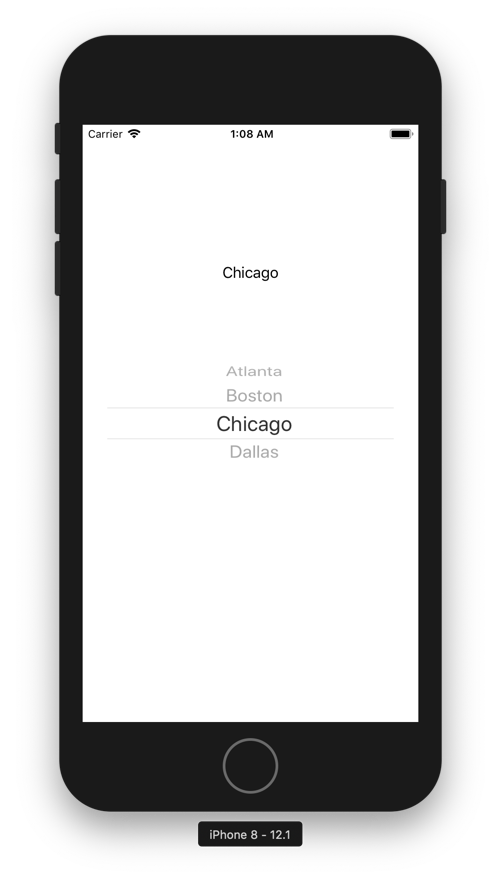 Carrier 1:08 AM
Chicago
Atlanta
Boston
Chicago
Dallas
iPhone 8 - 12.1